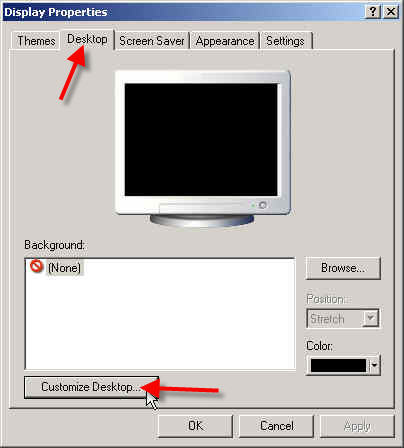 Display Properties
Themes Desktop Screen Saver Appearance Settings
Background:
(None)
Browse...
Position:
Stretch
Color:
Customize Desktop...
OK Cancel Apply